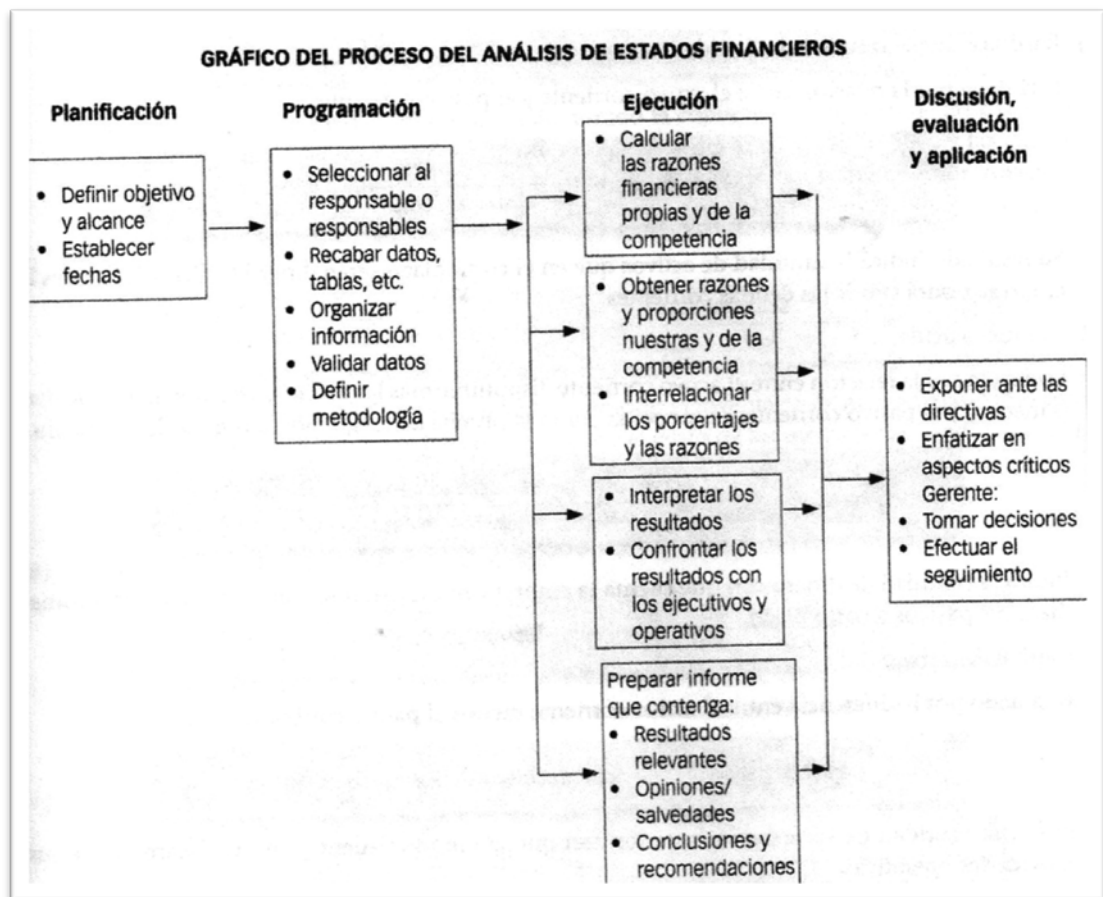 GRÁFICO DEL PROCESO DEL ANÁLISIS DE ESTADOS FINANCIEROS
Planificación
• Definir objetivo
y alcance
• Establecer
fechas
Programación
• Seleccionar al
responsable o
responsables
• Recabar datos,
tablas, etc.
• Organizar
información
• Validar datos
• Definir
metodología
Ejecución
• Calcular
las razones
financieras
propias y de la
competencia
• Obtener razones
y proporciones
nuestras y de la
competencia
• Interrelacionar
los porcentajes
y las razones
• Interpretar los
resultados
• Confrontar los
resultados con
los ejecutivos y
operativos
Preparar informe
que contenga:
• Resultados
relevantes
• Opiniones/
salvedades
• Conclusiones y
recomendaciones
Discusión,
evaluación
y aplicación
• Exponer ante las
directivas
• Enfatizar en
aspectos críticos
Gerente:
• Tomar decisiones
• Efectuar el
seguimiento